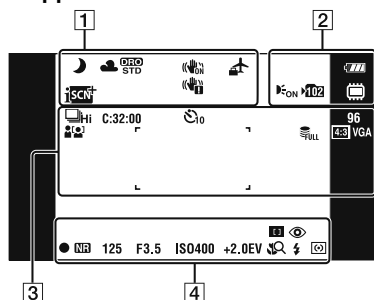 1
2
DRO
STD
ON
iSCN+
ON 102
Hi C:32:00 10
FULL
96
4:3 VGA
NR 125 F3.5 ISO400 +2.0EV
3
4